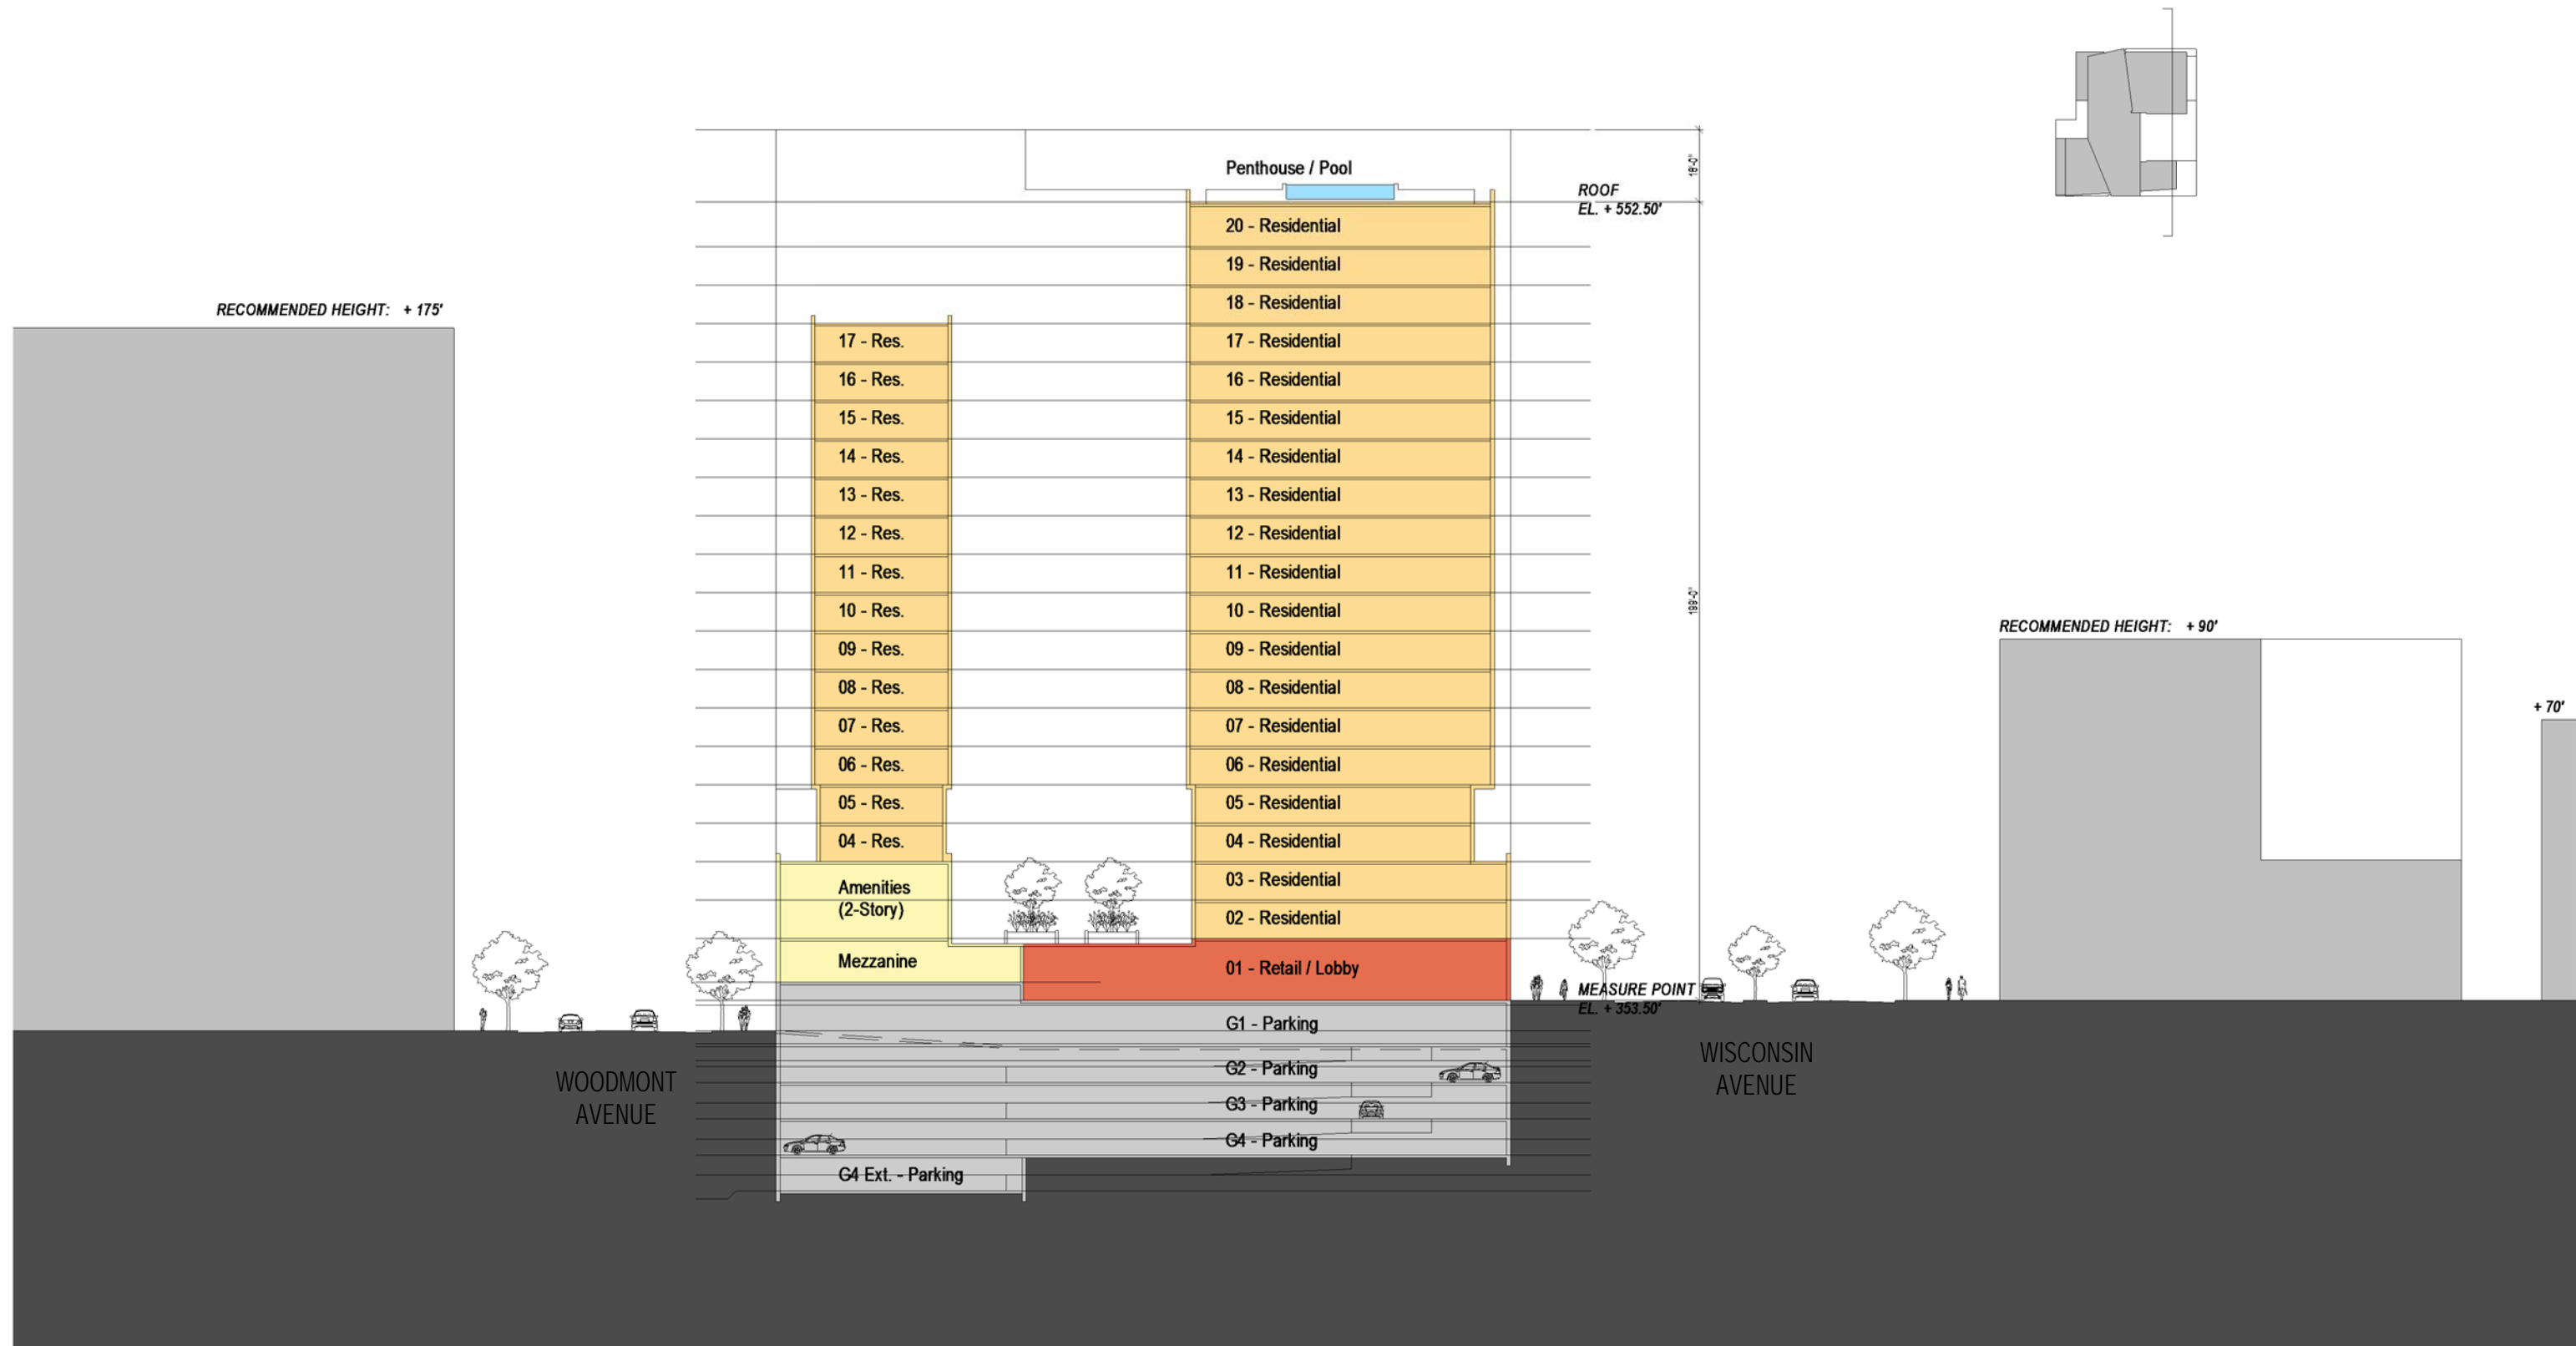 18'-0"
Penthouse / Pool
ROOF
EL. + 552.50'
20 - Residential
19 - Residential
18 - Residential
RECOMMENDED HEIGHT: + 175'
17 - Res.
17 - Residential
16 - Res.
16 - Residential
15 - Res.
15 - Residential
14 - Res.
14 - Residential
13 - Res.
13 - Residential
12 - Res.
12 - Residential
11 - Res.
11 - Residential
199'-0"
10 - Res.
10 - Residential
RECOMMENDED HEIGHT: + 90'
09 - Res.
09 - Residential
08 - Res.
08 - Residential
+ 70'
07 - Res.
07 - Residential
06 - Res.
06 - Residential
05 - Res.
05 - Residential
04 - Res.
04 - Residential
Amenities
(2-Story)
03 - Residential
02 - Residential
Mezzanine
01 - Retail / Lobby
MEASURE POINT
EL. + 353.50'
G1 - Parking
G2 - Parking
G3 - Parking
G4 - Parking
G4 Ext. - Parking
WOODMONT
AVENUE
WISCONSIN
AVENUE